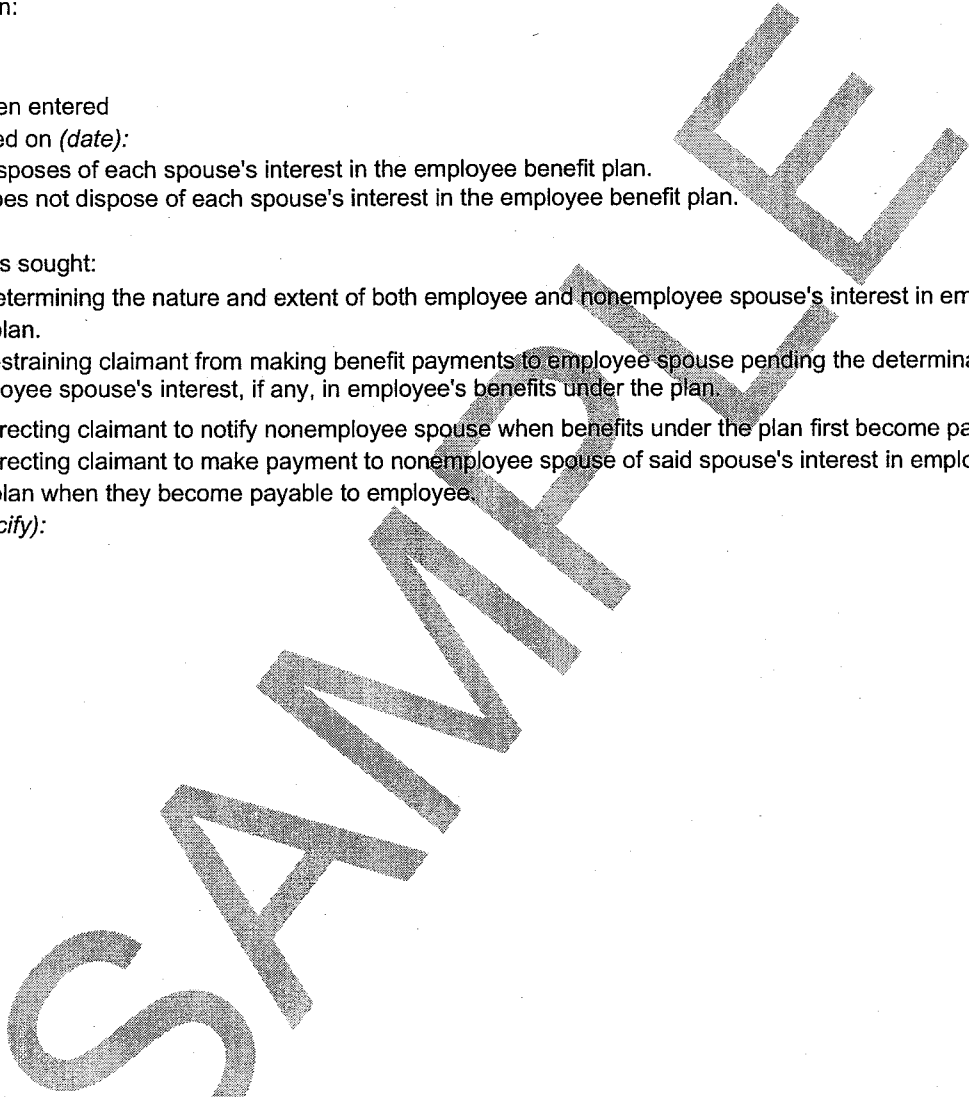 n:
en entered
ed on (date):
sposes of each spouse's interest in the employee benefit plan.
oes not dispose of each spouse's interest in the employee benefit plan.
s sought:
etermining the nature and extent of both employee and nonemployee spouse's interest in em
lan.
straining claimant from making benefit payments to employee spouse pending the determina
oyee spouse's interest, if any, in employee's benefits under the plan.
recting claimant to notify nonemployee spouse when benefits under the plan first become pa
recting claimant to make payment to nonemployee spouse of said spouse's interest in emplo
lan when they become payable to employee.
cify):
SAMPLE